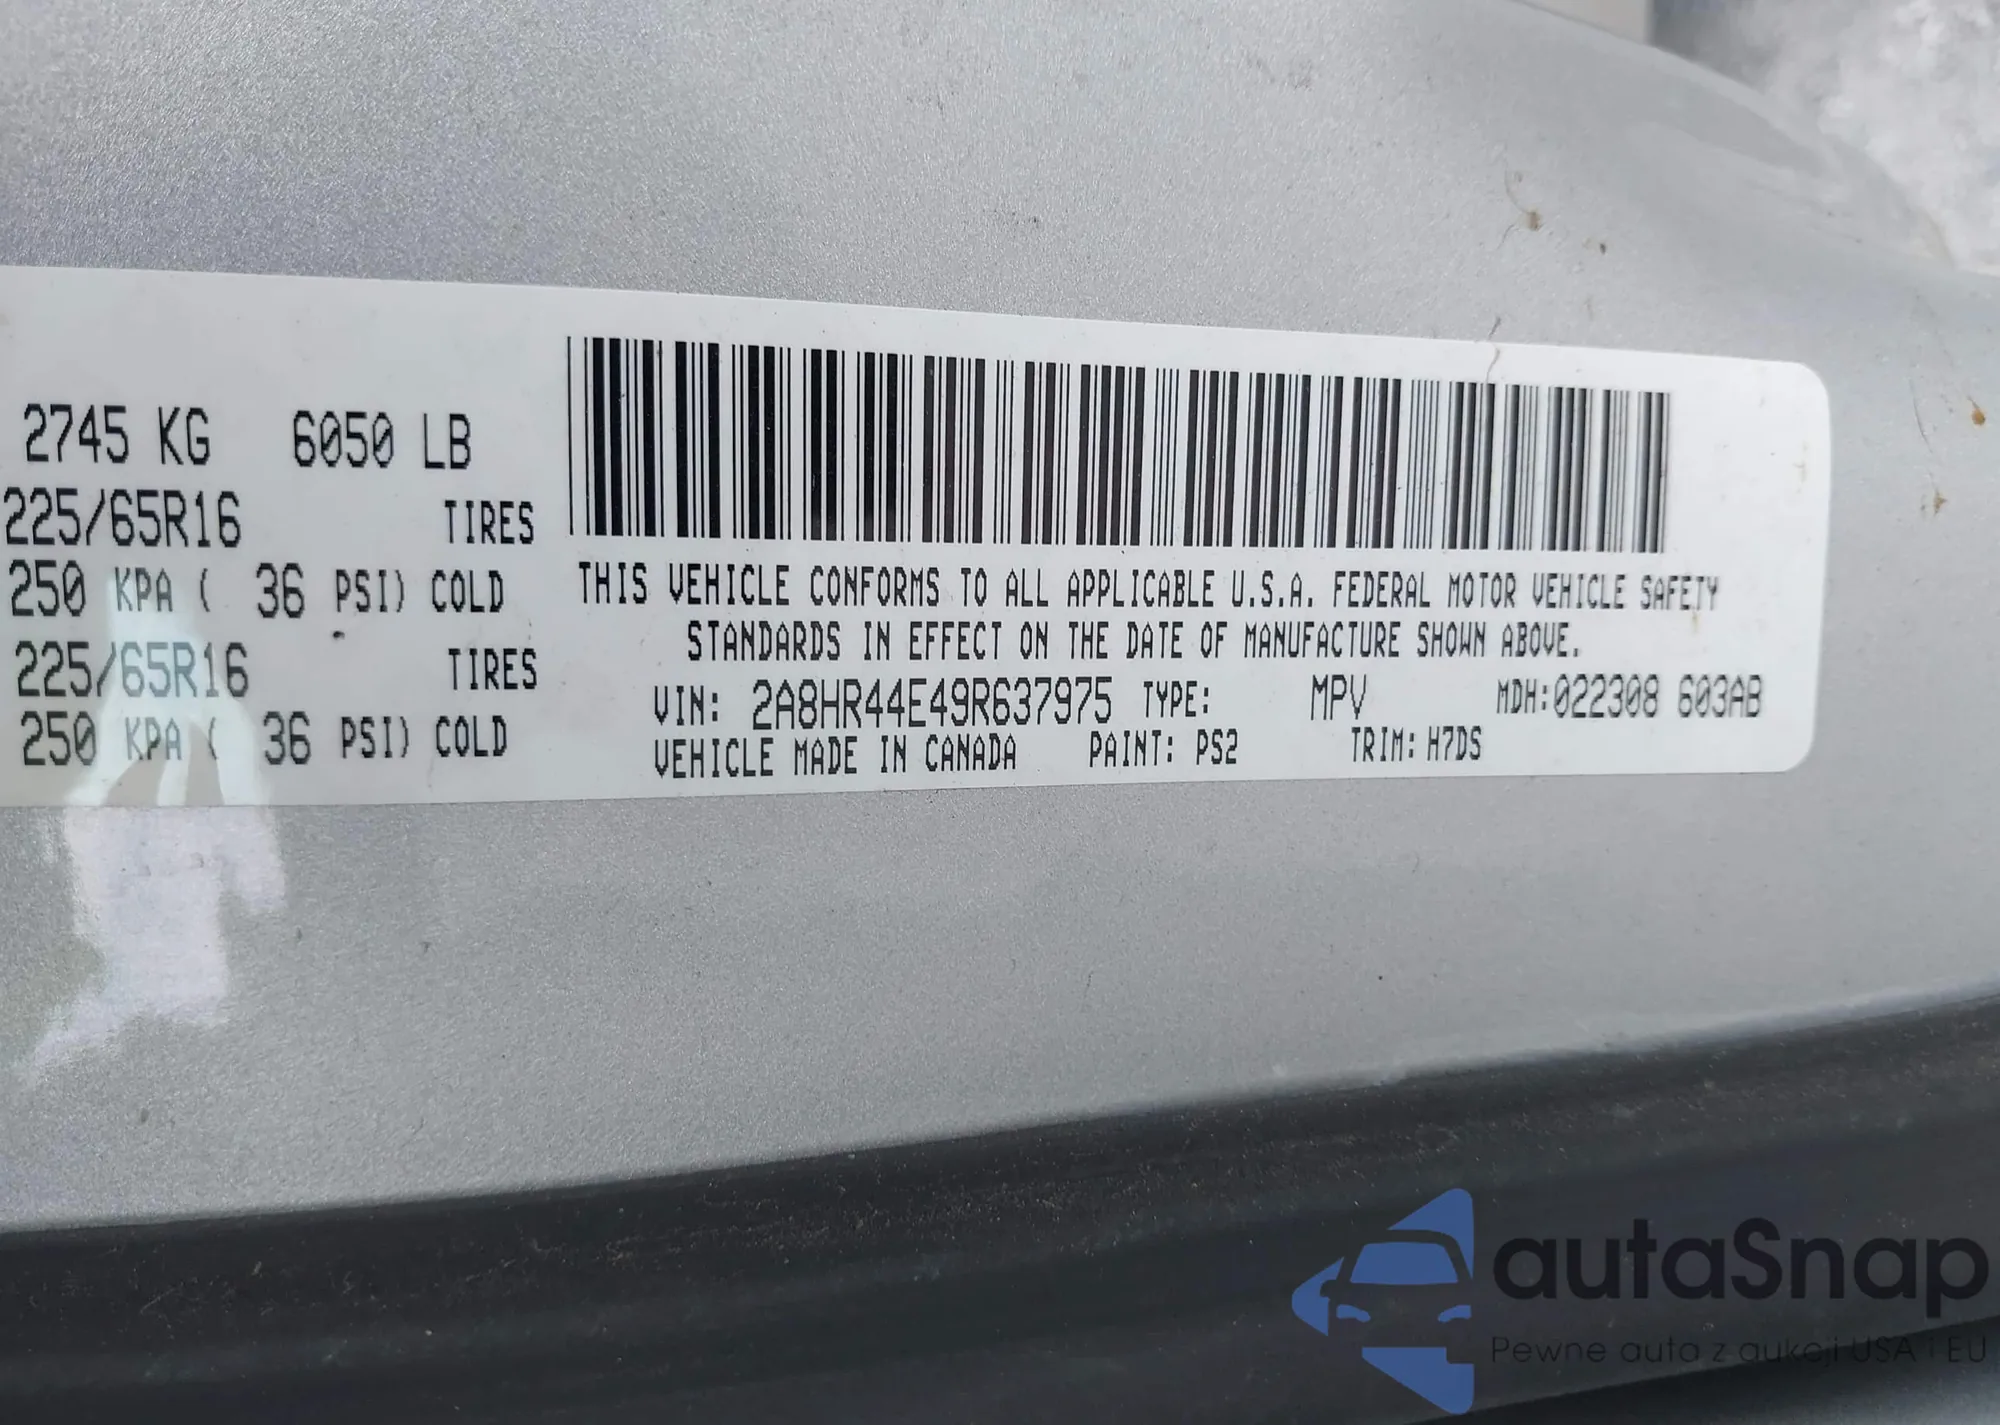 2745 KG 6050 LB
225/65R16 TIRES
250 KPA ( 36 PSI) COLD
225/65R16 TIRES
250 KPA ( 36 PSI) COLD
THIS VEHICLE CONFORMS TO ALL APPLICABLE U.S.A. FEDERAL MOTOR VEHICLE SAFETY
STANDARDS IN EFFECT ON THE DATE OF MANUFACTURE SHOWN ABOVE.
VIN: 2A8HR44E49R637975 TYPE: MPV MDH:022308 603AB
VEHICLE MADE IN CANADA PAINT: PS2 TRIM: H7DS
autaSnap
Pewne auta z aukcji USA i EU